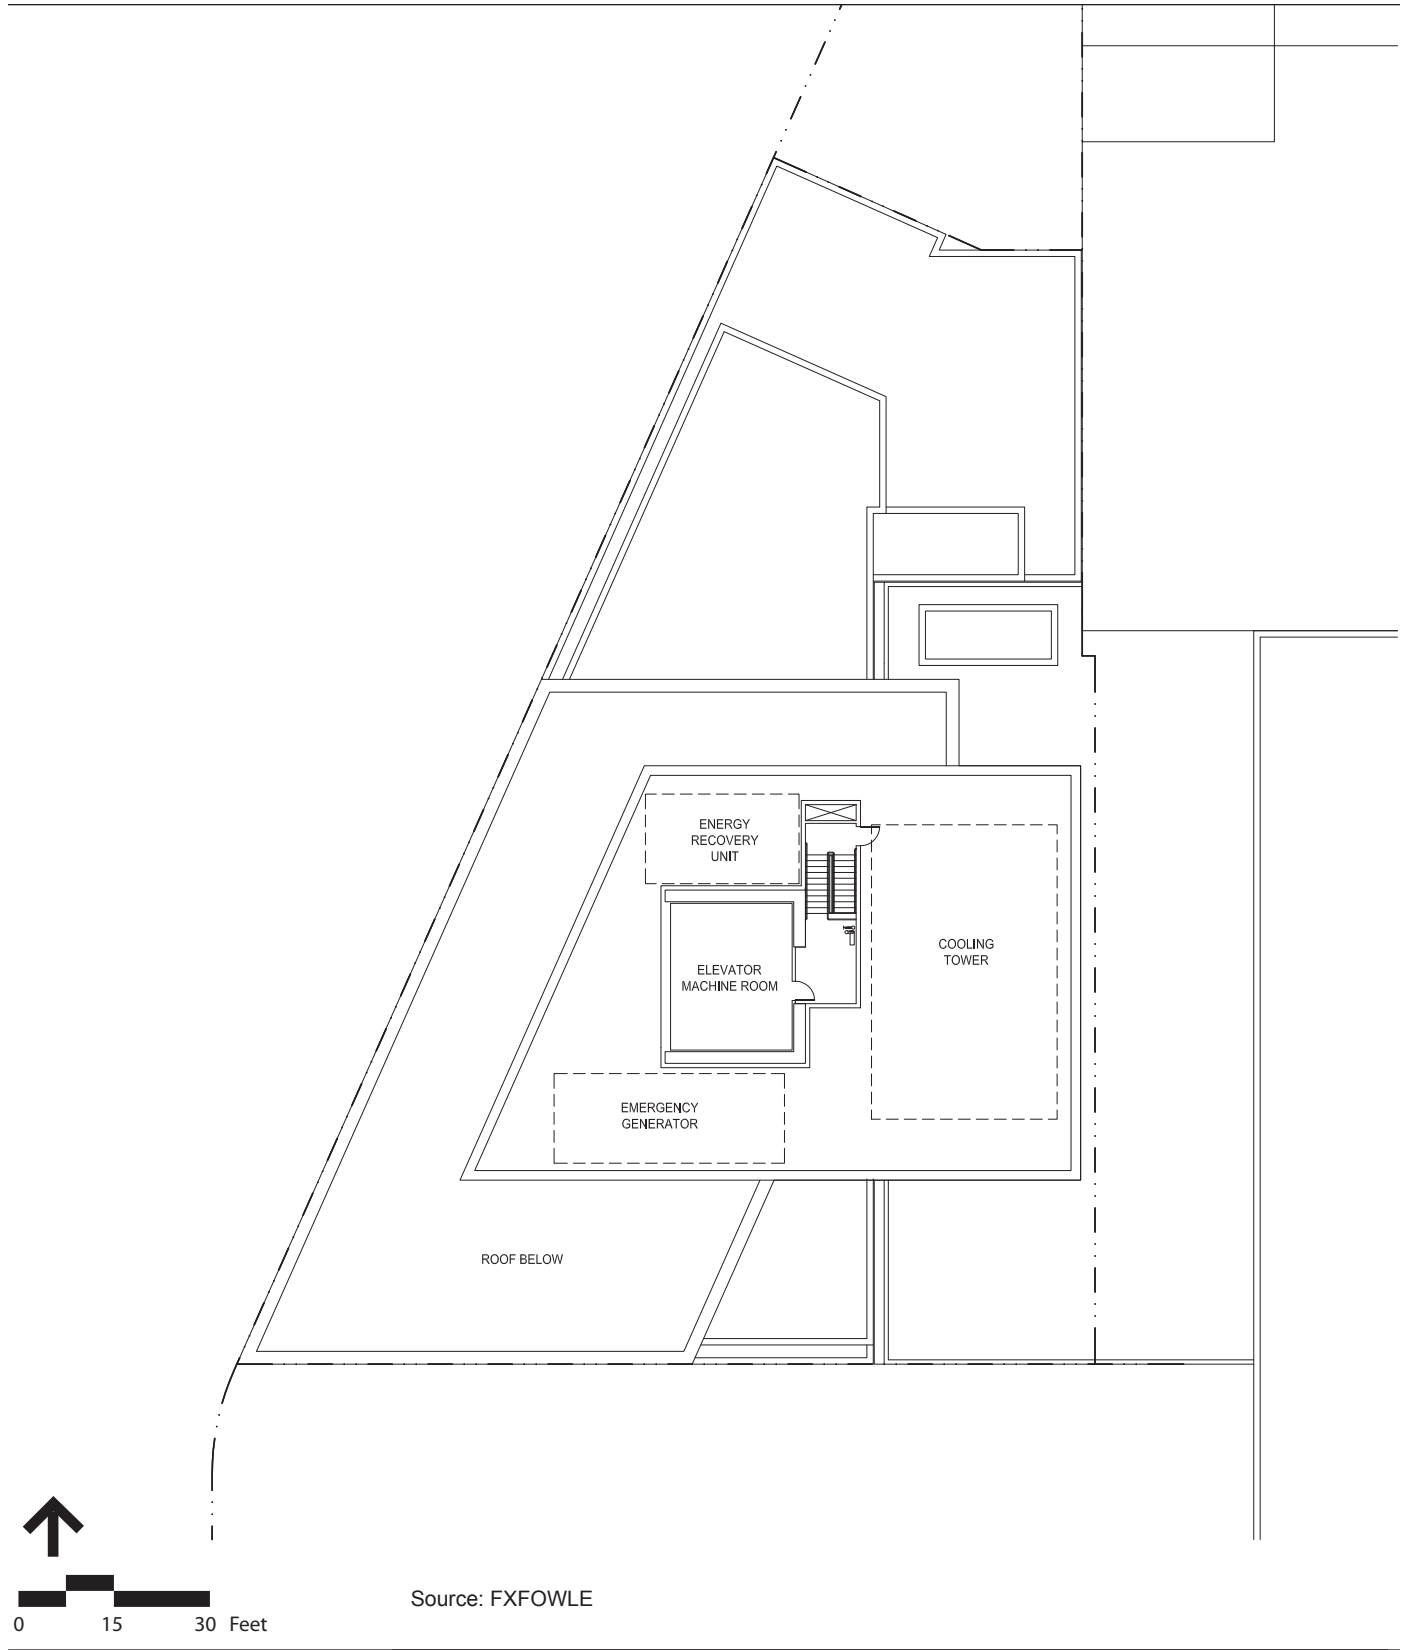 ENERGY
RECOVERY
UNIT
COOLING
TOWER
ELEVATOR
MACHINE ROOM
EMERGENCY
GENERATOR
ROOF BELOW
Source: FXFOWLE
0 15 30 Feet